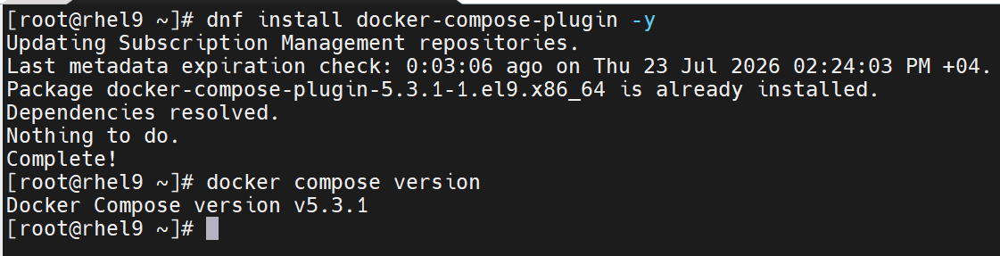 [root@rhel9 ~]# dnf install docker-compose-plugin -y
Updating Subscription Management repositories.
Last metadata expiration check: 0:03:06 ago on Thu 23 Jul 2026 02:24:03 PM +04.
Package docker-compose-plugin-5.3.1-1.el9.x86_64 is already installed.
Dependencies resolved.
Nothing to do.
Complete!
[root@rhel9 ~]# docker compose version
Docker Compose version v5.3.1
[root@rhel9 ~]#